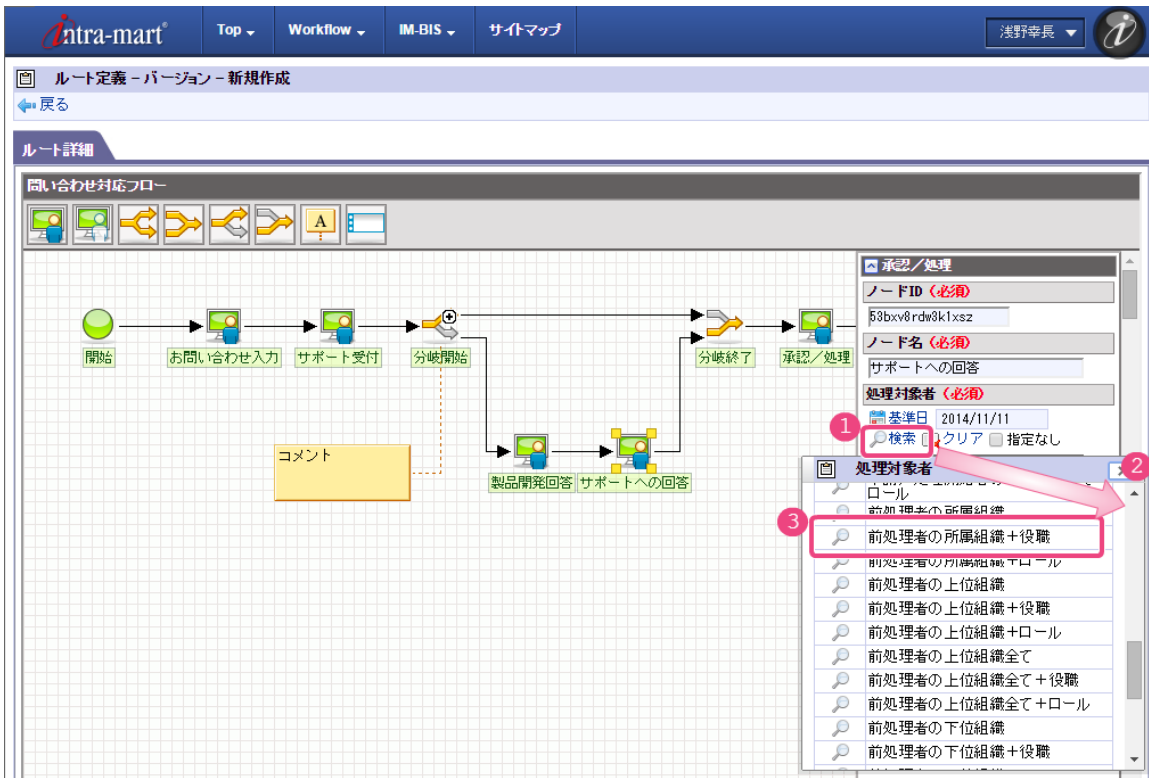 intra-mart
Top
Workflow
IM-BIS
サイトマップ
浅野幸長
ルート定義 - バージョン - 新規作成
戻る
ルート詳細
問い合わせ対応フロー
A
開始
お問い合わせ入力
サポート受付
分岐開始
分岐終了
承認／処理
コメント
製品開発回答
サポートへの回答
承認／処理
ノードID（必須）
53bxv8rdw8k1xsz
ノード名（必須）
サポートへの回答
処理対象者（必須）
基準日 2014/11/11
1
検索 クリア 指定なし
処理対象者
2
ロール
前処理者の所属組織
3
前処理者の所属組織＋役職
前処理者の所属組織＋ロール
前処理者の上位組織
前処理者の上位組織＋役職
前処理者の上位組織＋ロール
前処理者の上位組織全て
前処理者の上位組織全て＋役職
前処理者の上位組織全て＋ロール
前処理者の下位組織
前処理者の下位組織＋役職